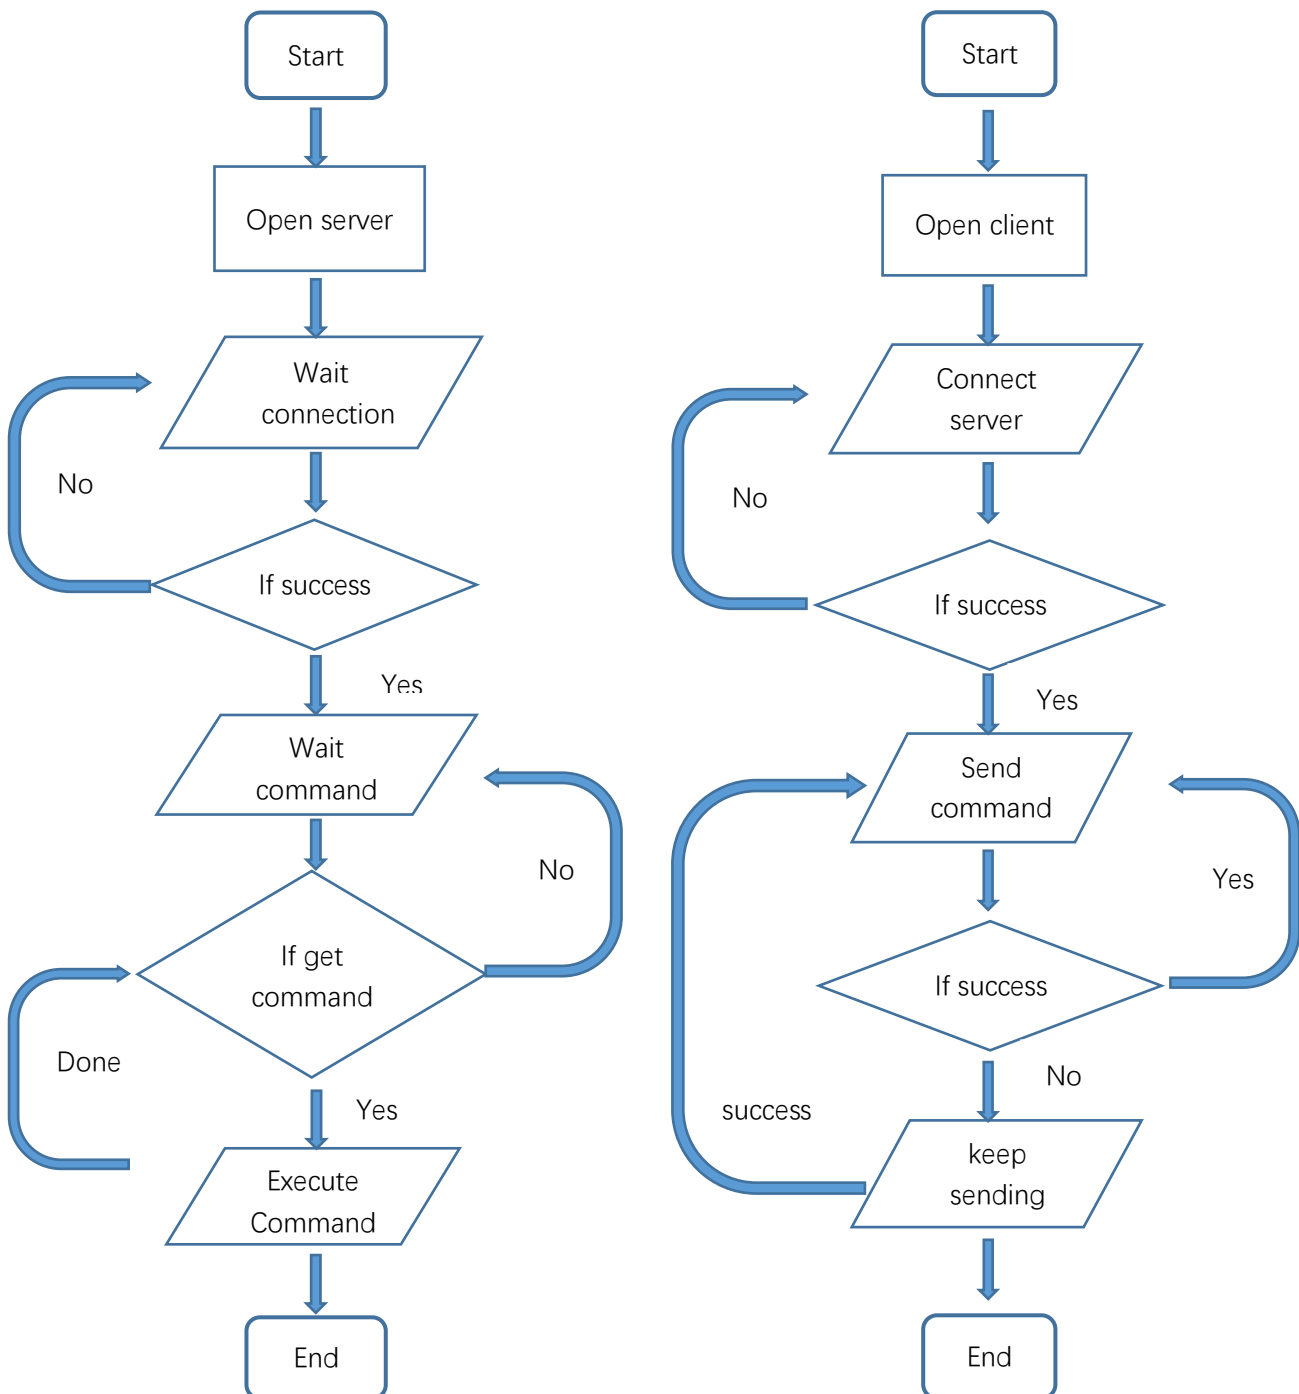 Start
Open server
Wait
connection
No
If success
Yes
Wait
command
No
If get
command
Done
Yes
Execute
Command
End
Start
Open client
Connect
server
No
If success
Yes
Send
command
Yes
If success
No
success
keep
sending
End